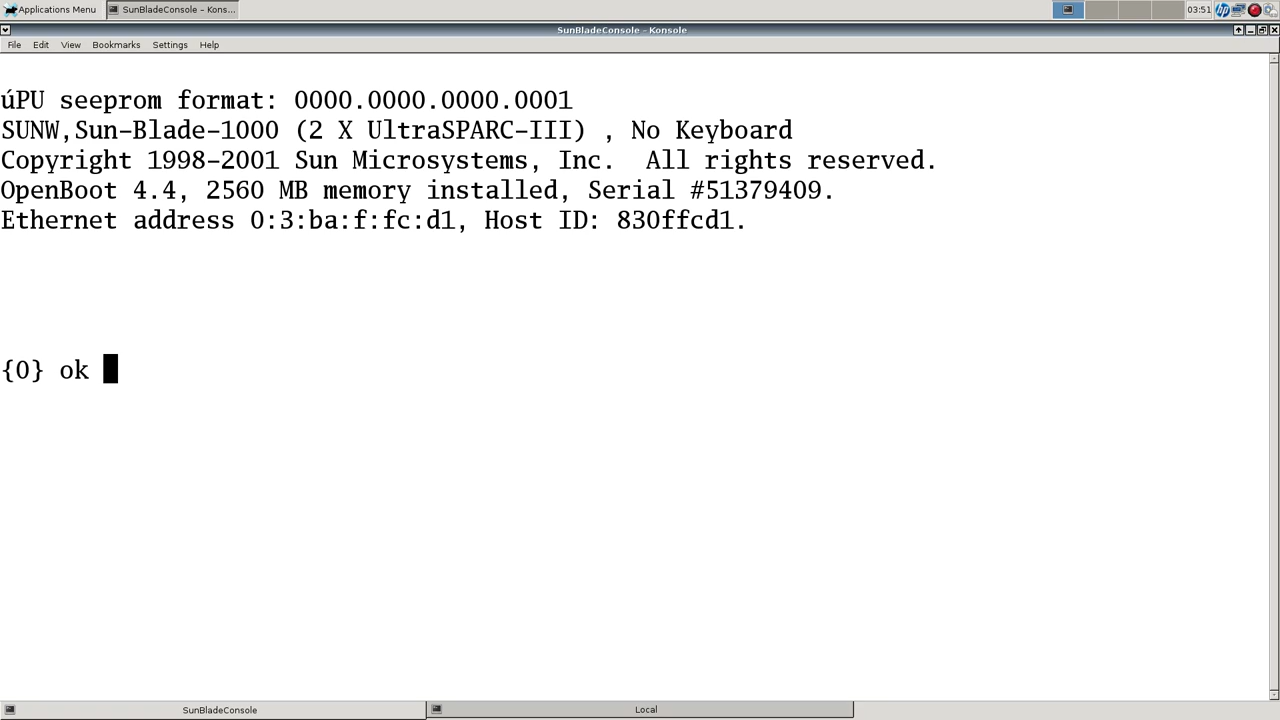 Applications Menu
SunBladeConsole – Kons...
03:51
SunBladeConsole - Konsole
File Edit View Bookmarks Settings Help
úPU seeprom format: 0000.0000.0000.0001
SUNW,Sun-Blade-1000 (2 X UltraSPARC-III) , No Keyboard
Copyright 1998-2001 Sun Microsystems, Inc.  All rights reserved.
OpenBoot 4.4, 2560 MB memory installed, Serial #51379409.
Ethernet address 0:3:ba:f:fc:d1, Host ID: 830ffcd1.
{0} ok
SunBladeConsole
Local